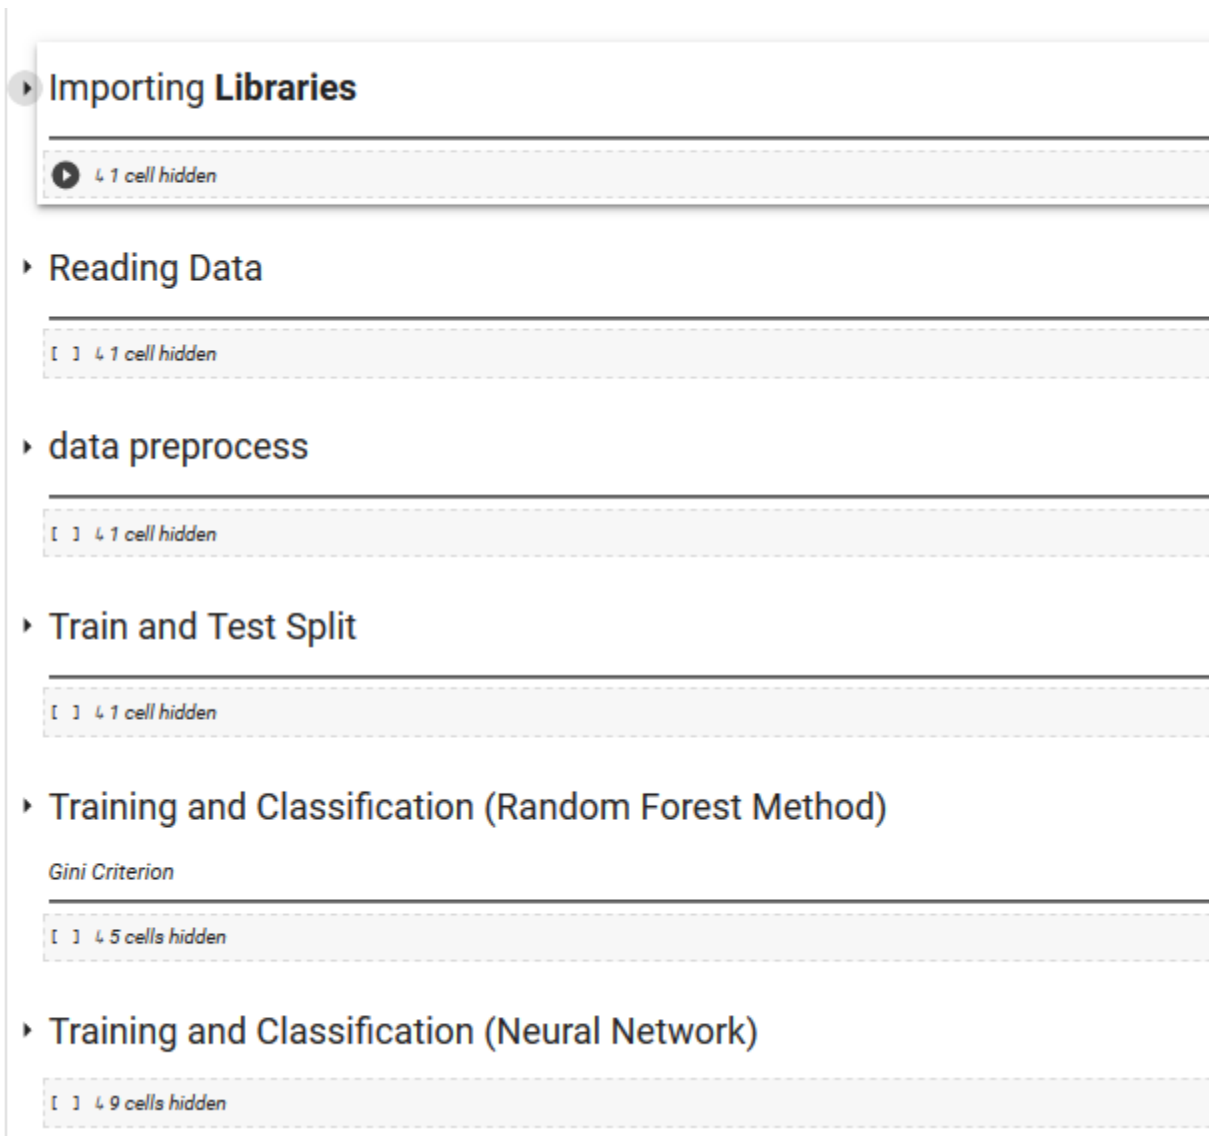 Importing Libraries
↳ 1 cell hidden
Reading Data
[ ] ↳ 1 cell hidden
data preprocess
[ ] ↳ 1 cell hidden
Train and Test Split
[ ] ↳ 1 cell hidden
Training and Classification (Random Forest Method)
Gini Criterion
[ ] ↳ 5 cells hidden
Training and Classification (Neural Network)
[ ] ↳ 9 cells hidden